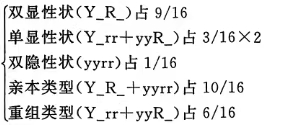 双显性状(Y_R_)占 9/16
单显性状(Y_rr+yyR_)占 3/16×2
双隐性状(yyrr)占 1/16
亲本类型(Y_R_+yyrr)占 10/16
重组类型(Y_rr+yyR_)占 6/16